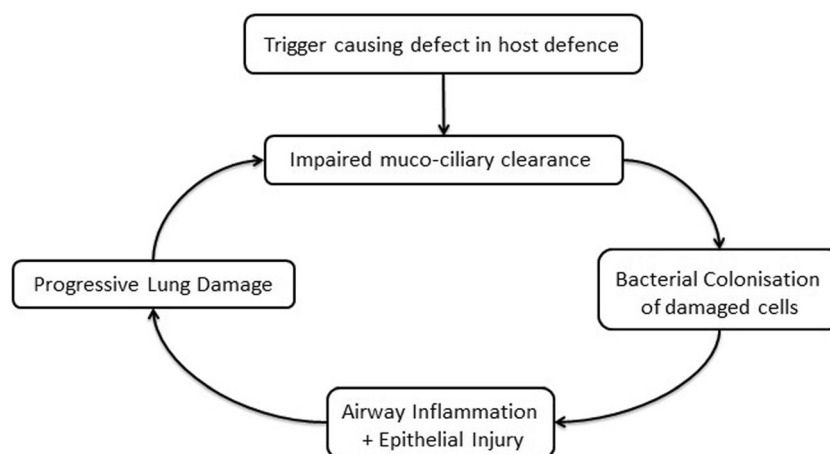 Trigger causing defect in host defence
Impaired muco-ciliary clearance
Progressive Lung Damage
Bacterial Colonisation
of damaged cells
Airway Inflammation
+ Epithelial Injury